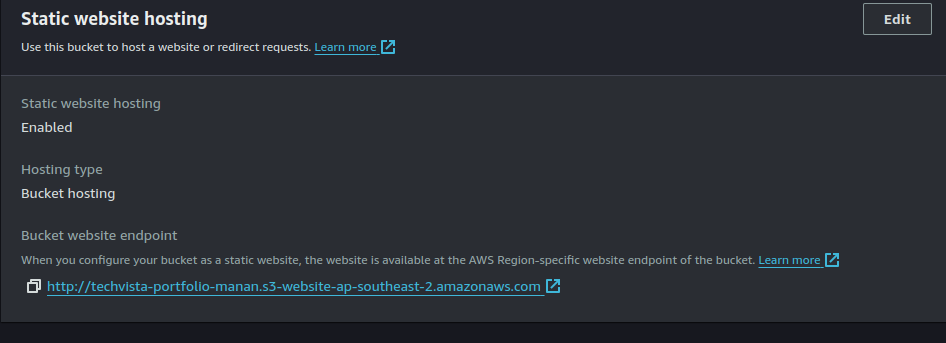 Static website hosting
Edit
Use this bucket to host a website or redirect requests. Learn more
Static website hosting
Enabled
Hosting type
Bucket hosting
Bucket website endpoint
When you configure your bucket as a static website, the website is available at the AWS Region-specific website endpoint of the bucket. Learn more
http://techvista-portfolio-manan.s3-website-ap-southeast-2.amazonaws.com